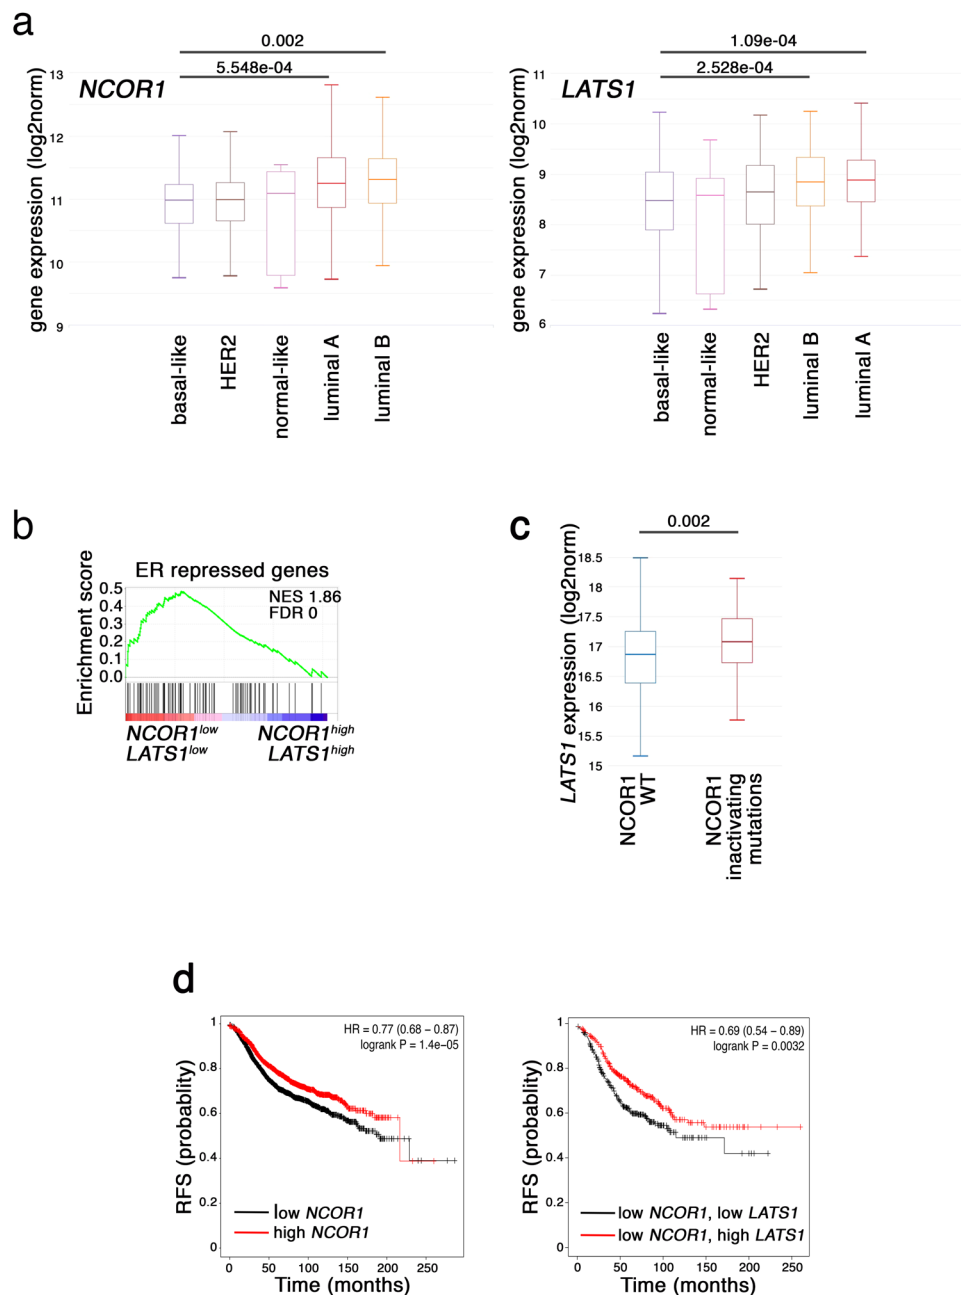 a
0.002
5.548e-04
NCOR1
gene expression (log2norm)
13
12
11
10
9
basal-like
HER2
normal-like
luminal A
luminal B
1.09e-04
2.528e-04
LATS1
gene expression (log2norm)
11
10
9
8
7
6
basal-like
normal-like
HER2
luminal B
luminal A
b
ER repressed genes
Enrichment score
0.5
0.4
0.3
0.2
0.1
0.0
NES 1.86
FDR 0
NCOR1low
LATS1low
NCOR1high
LATS1high
c
0.002
LATS1 expression (log2norm)
18.5
18
17.5
17
16.5
16
15.5
15
NCOR1
WT
NCOR1
inactivating
mutations
d
RFS (probablity)
1
0.8
0.6
0.4
0.2
0
HR = 0.77 (0.68 – 0.87)
logrank P = 1.4e–05
low NCOR1
high NCOR1
0 50 100 150 200 250
Time (months)
RFS (probablity)
1
0.8
0.6
0.4
0.2
0
HR = 0.69 (0.54 – 0.89)
logrank P = 0.0032
low NCOR1, low LATS1
low NCOR1, high LATS1
0 50 100 150 200 250
Time (months)